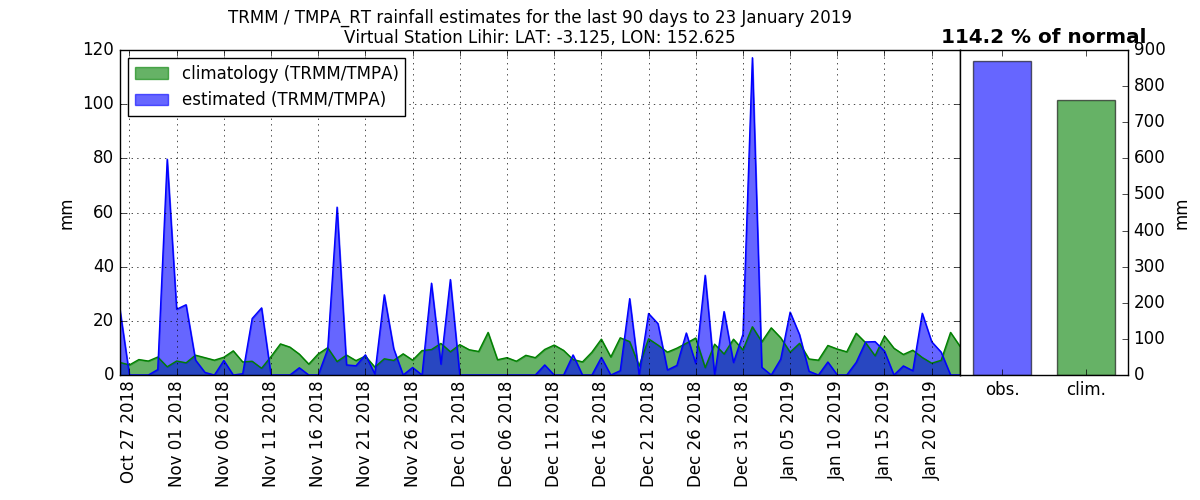 TRMM / TMPA_RT rainfall estimates for the last 90 days to 23 January 2019
Virtual Station Lihir: LAT: -3.125, LON: 152.625
114.2 % of normal
climatology (TRMM/TMPA)
estimated (TRMM/TMPA)
120
100
80
60
40
20
0
mm
Oct 27 2018
Nov 01 2018
Nov 06 2018
Nov 11 2018
Nov 16 2018
Nov 21 2018
Nov 26 2018
Dec 01 2018
Dec 06 2018
Dec 11 2018
Dec 16 2018
Dec 21 2018
Dec 26 2018
Dec 31 2018
Jan 05 2019
Jan 10 2019
Jan 15 2019
Jan 20 2019
obs.
clim.
900
800
700
600
500
400
300
200
100
0
mm